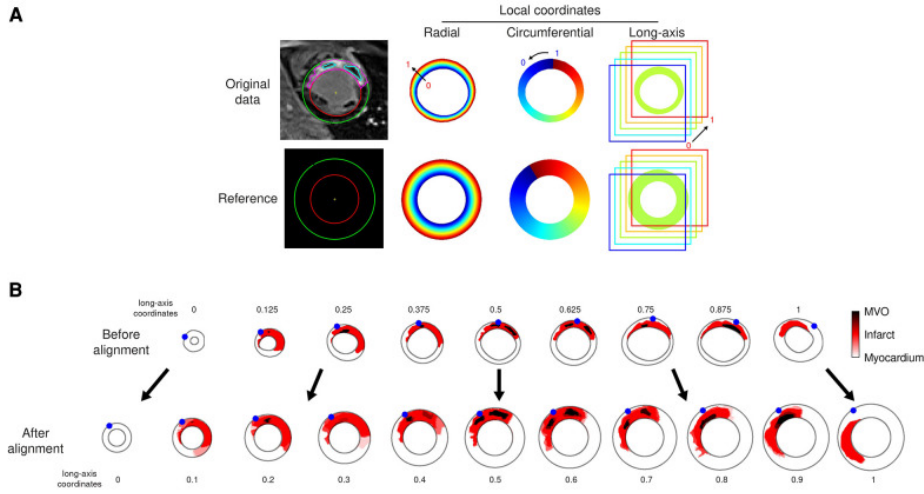 A
Local coordinates
Radial
Circumferential
Long-axis
Original
data
1
0
0
1
0
1
Reference
B
long-axis
coordinates
0
0.125
0.25
0.375
0.5
0.625
0.75
0.875
1
Before
alignment
MVO
Infarct
Myocardium
After
alignment
long-axis
coordinates
0
0.1
0.2
0.3
0.4
0.5
0.6
0.7
0.8
0.9
1